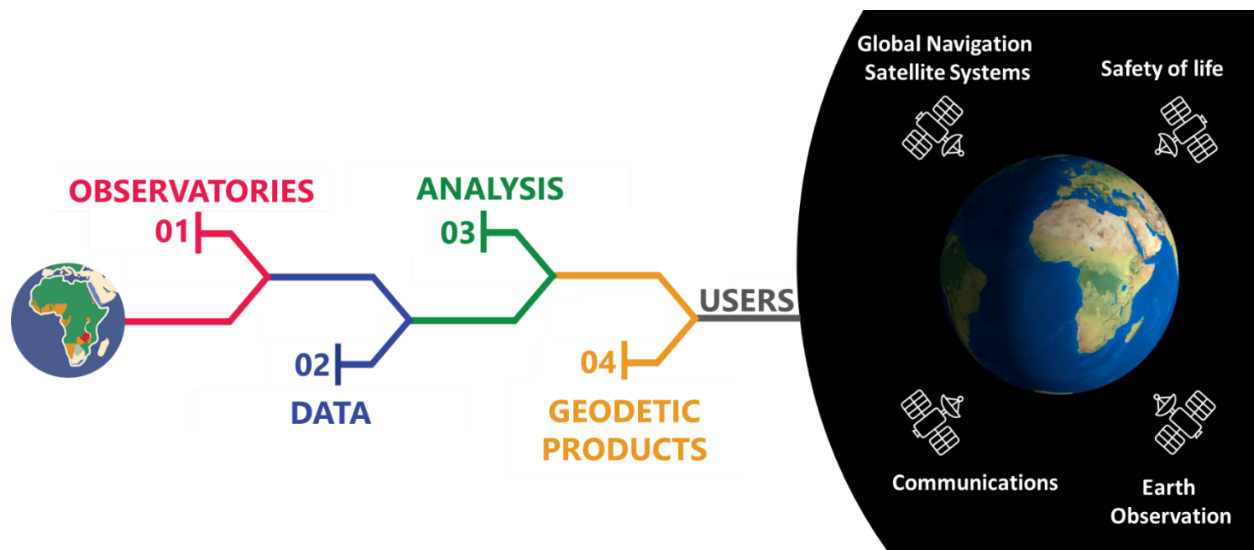 OBSERVATORIES
01
02
DATA
ANALYSIS
03
04
GEODETIC
PRODUCTS
USERS
Global Navigation
Satellite Systems
Safety of life
Communications
Earth
Observation